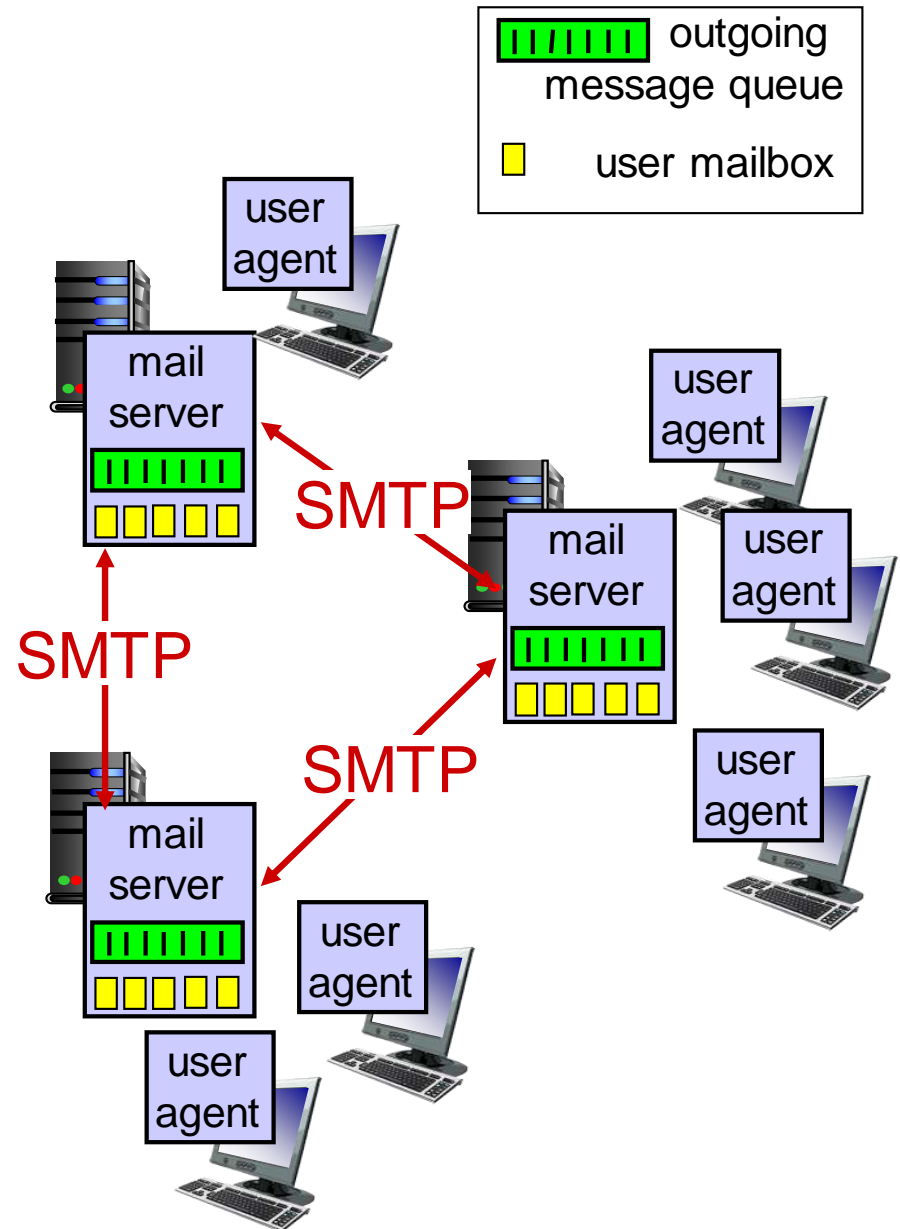 outgoing
message queue
user mailbox
user
agent
mail
server
SMTP
user
agent
mail
server
user
agent
SMTP
SMTP
user
agent
mail
server
user
agent
user
agent